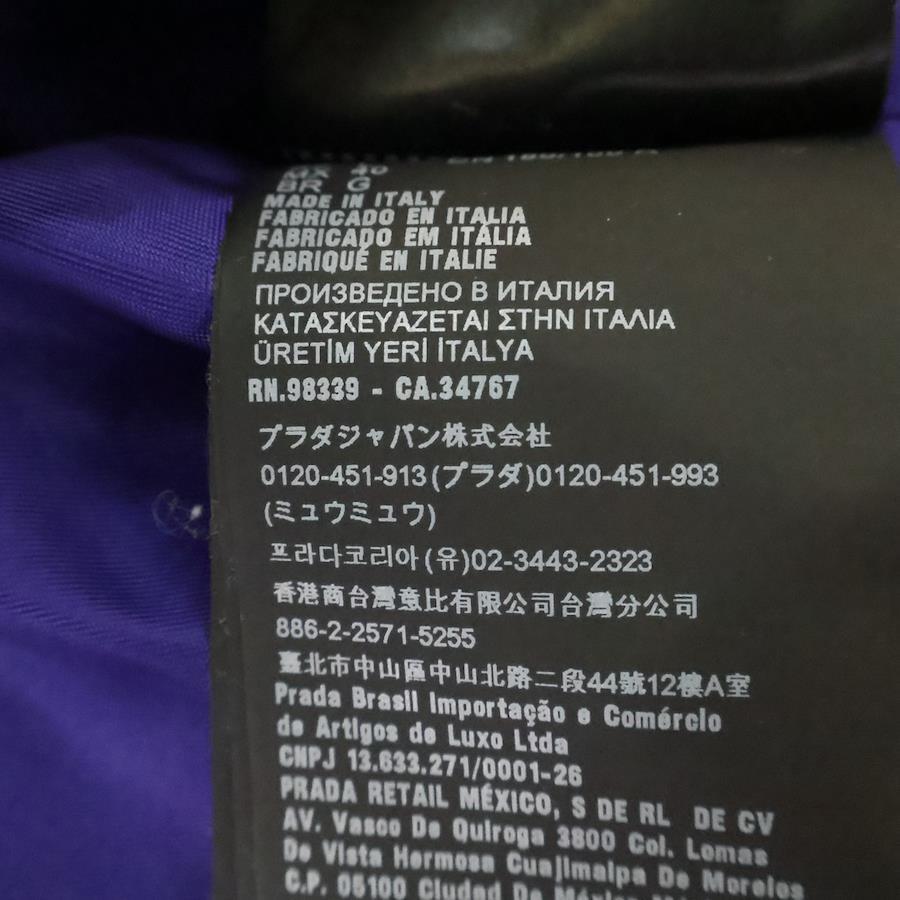 MX 40
BR G
MADE IN ITALY
FABRICADO EN ITALIA
FABRICADO EM ITÁLIA
FABRIQUÉ EN ITALIE
ПРОИЗВЕДЕНО В ИТАЛИЯ
ΚΑΤΑΣΚΕΥΑΖΕΤΑΙ ΣΤΗΝ ΙΤΑΛΙΑ
ÜRETİM YERİ İTALYA
RN.98339 - CA.34767
プラダジャパン株式会社
0120-451-913(プラダ)0120-451-993
(ミュウミュウ)
프라다코리아(유)02-3443-2323
香港商台灣意比有限公司台灣分公司
886-2-2571-5255
臺北市中山區中山北路二段44號12樓A室
Prada Brasil Importação e Comércio
de Artigos de Luxo Ltda
CNPJ 13.633.271/0001-26
PRADA RETAIL MÉXICO, S DE RL DE CV
AV. Vasco De Quiroga 3800 Col. Lomas
De Vista Hermosa Cuajimalpa De Morelos
C.P. 05100 Ciudad De México